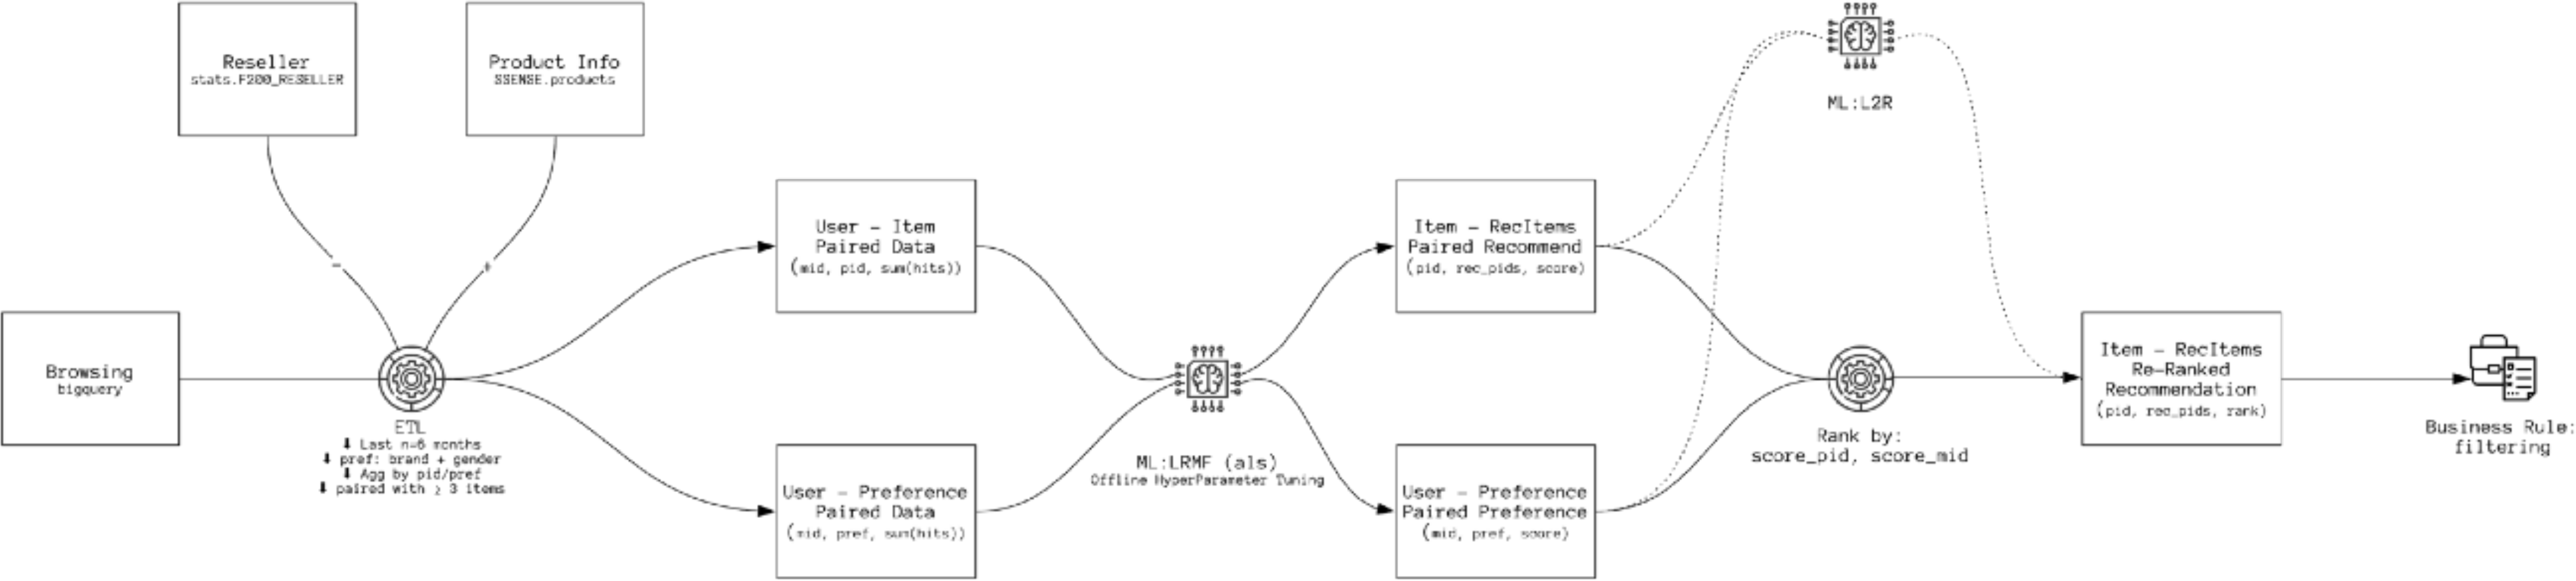 Reseller
stats.F200_RESELLER
Product Info
SSENSE.products
ML:L2R
User - Item
Paired Data
(mid, pid, sum(hits))
Item - RecItems
Paired Recommend
(pid, rec_pids, score)
Browsing
bigquery
ETL
⬇ Last n=6 months
⬇ pref: brand + gender
⬇ Agg by pid/pref
⬇ paired with ≥ 3 items
ML:LRMF (als)
Offline HyperParameter Tuning
User - Preference
Paired Data
(mid, pref, sum(hits))
User - Preference
Paired Preference
(mid, pref, score)
Rank by:
score_pid, score_mid
Item - RecItems
Re-Ranked
Recommendation
(pid, rec_pids, rank)
Business Rule:
filtering